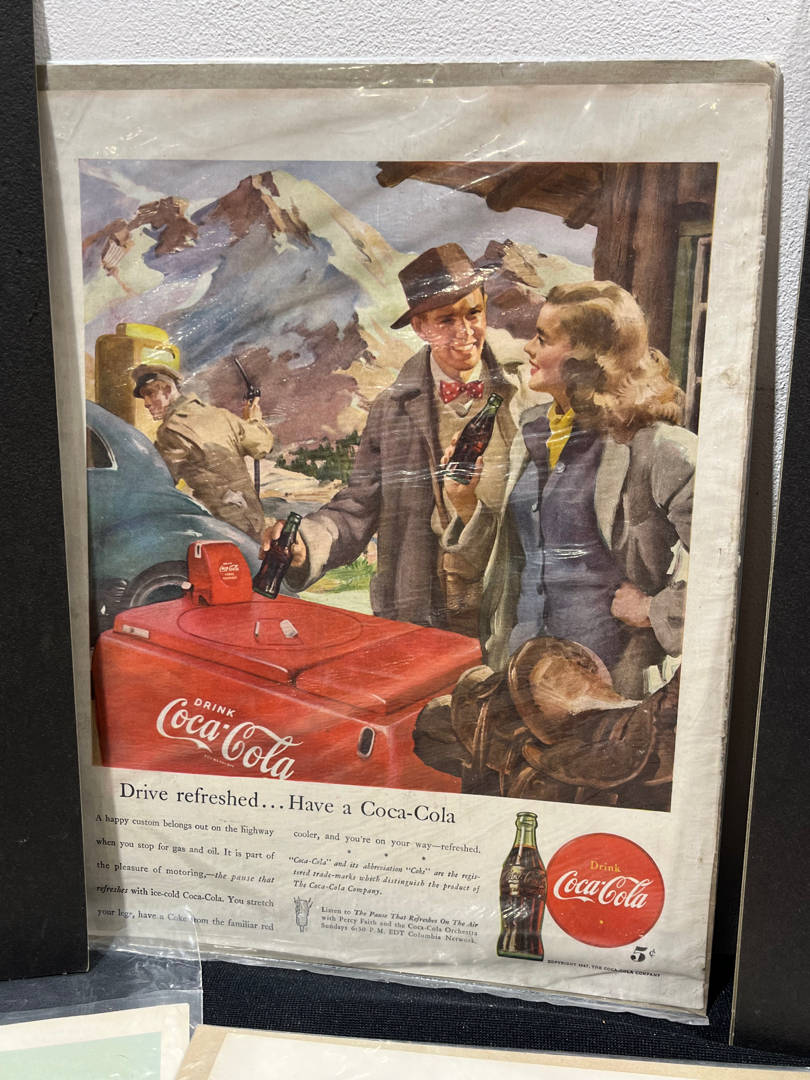 Coca-Cola
DRINK
Coca-Cola
Drive refreshed... Have a Coca-Cola
A happy custom belongs out on the highway
when you stop for gas and oil. It is part of
the pleasure of motoring,—the pause that
refreshes with ice-cold Coca-Cola. You stretch
your legs, have a Coke from the familiar red
cooler, and you're on your way—refreshed.
* * *
"Coca-Cola" and its abbreviation "Coke" are the regis-
tered trade-marks which distinguish the product of
The Coca-Cola Company.
Listen to The Pause That Refreshes On The Air
with Percy Faith and the Coca-Cola Orchestra
Sundays 6:30 P.M. EDT Columbia Network.
Coca-Cola
Drink
Coca-Cola
5¢
COPYRIGHT 1947, THE COCA-COLA COMPANY